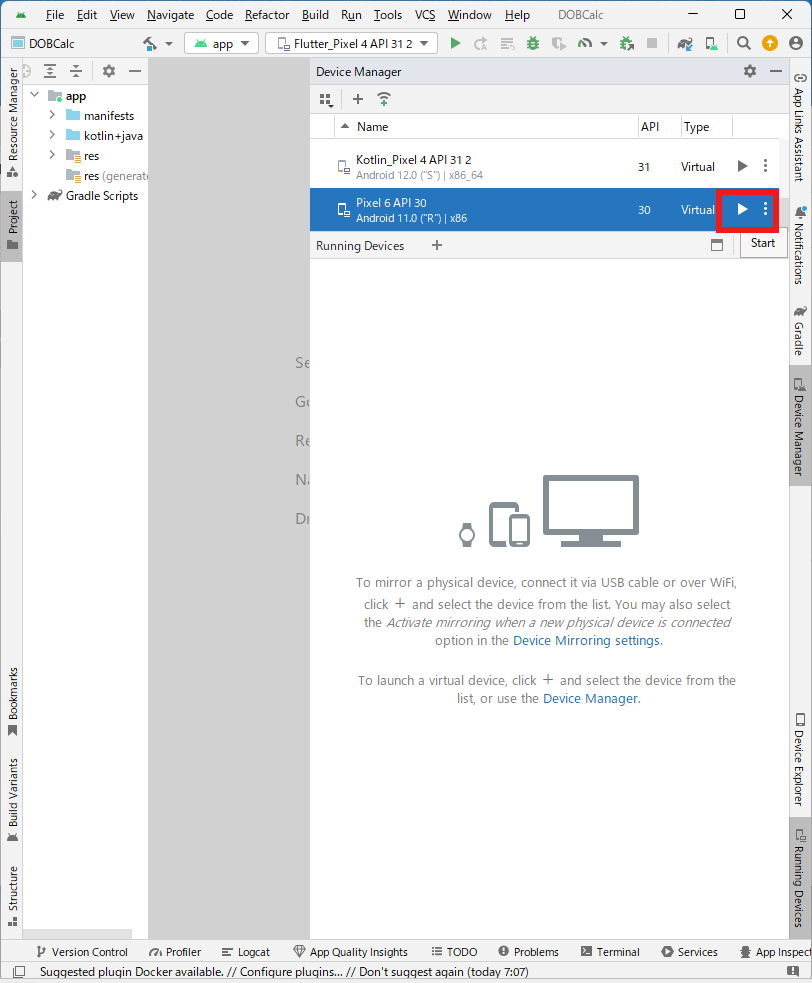 File Edit View Navigate Code Refactor Build Run Tools VCS Window Help DOBCalc
DOBCalc app Flutter_Pixel 4 API 31 2
Resource Manager
Project
Bookmarks
Build Variants
Structure
app
manifests
kotlin+java
res
res (generate
Gradle Scripts
Se
Go
Re
Na
Dr
Device Manager
Name API Type
Kotlin_Pixel 4 API 31 2 31 Virtual
Android 12.0 ("S") | x86_64
Pixel 6 API 30 30 Virtual
Android 11.0 ("R") | x86
Start
Running Devices
To mirror a physical device, connect it via USB cable or over WiFi,
click + and select the device from the list. You may also select
the Activate mirroring when a new physical device is connected
option in the Device Mirroring settings.
To launch a virtual device, click + and select the device from the
list, or use the Device Manager.
App Links Assistant
Notifications
Gradle
Device Manager
Device Explorer
Running Devices
Version Control Profiler Logcat App Quality Insights TODO Problems Terminal Services App Inspect
Suggested plugin Docker available. // Configure plugins... // Don't suggest again (today 7:07)